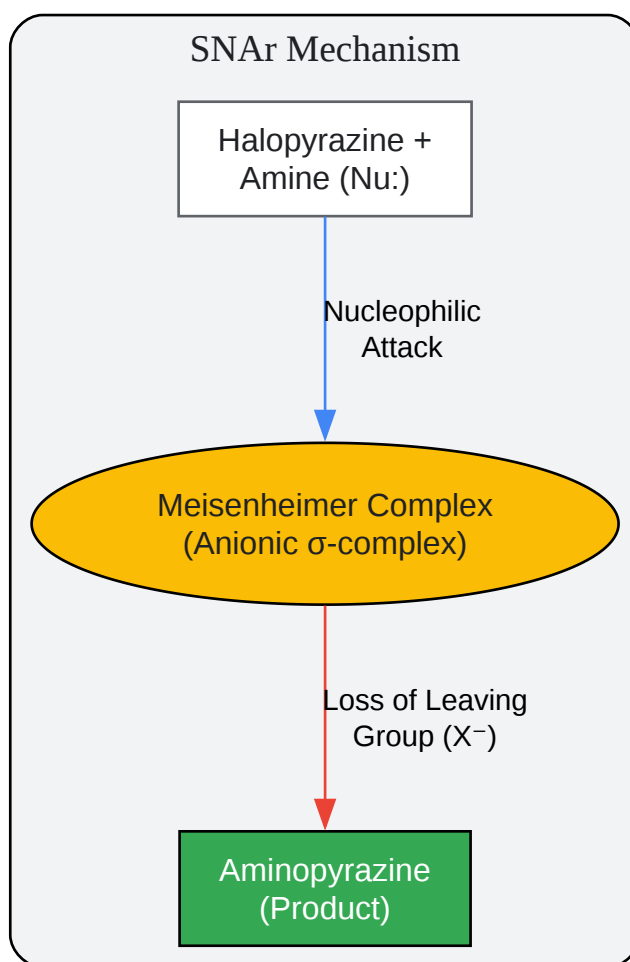 SNAr Mechanism
Halopyrazine +
Amine (Nu:)
Nucleophilic
Attack
Meisenheimer Complex
(Anionic σ-complex)
Loss of Leaving
Group (X⁻)
Aminopyrazine
(Product)